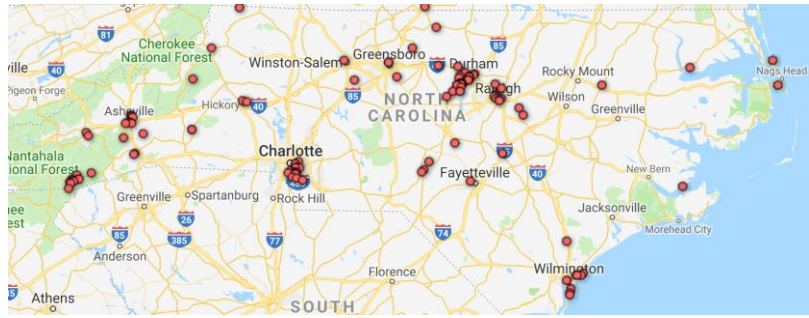 81
85
Cherokee
National Forest
Winston-Salem
Greensboro
Durham
ville
40
Nags Head
Pigeon Forge
Hickory
40
85
NORTH
CAROLINA
Raleigh
Rocky Mount
Wilson
Greenville
Asheville
Charlotte
Nantahala
ional Forest
485
Fayetteville
40
New Bern
Greenville
Spartanburg
Rock Hill
Jacksonville
Morehead City
26
85
385
77
74
Anderson
Wilmington
Florence
Athens
SOUTH